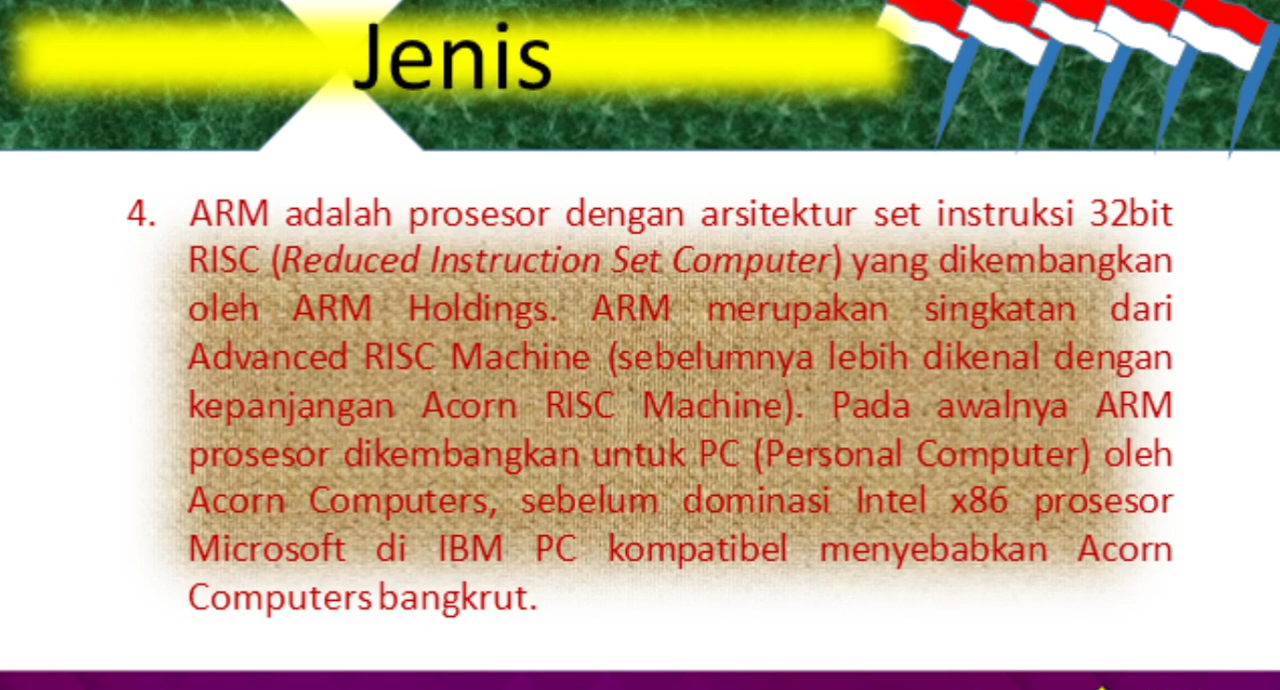 Jenis
4. ARM adalah prosesor dengan arsitektur set instruksi 32bit
RISC (Reduced Instruction Set Computer) yang dikembangkan
oleh ARM Holdings. ARM merupakan singkatan dari
Advanced RISC Machine (sebelumnya lebih dikenal dengan
kepanjangan Acorn RISC Machine). Pada awalnya ARM
prosesor dikembangkan untuk PC (Personal Computer) oleh
Acorn Computers, sebelum dominasi Intel x86 prosesor
Microsoft di IBM PC kompatibel menyebabkan Acorn
Computers bangkrut.